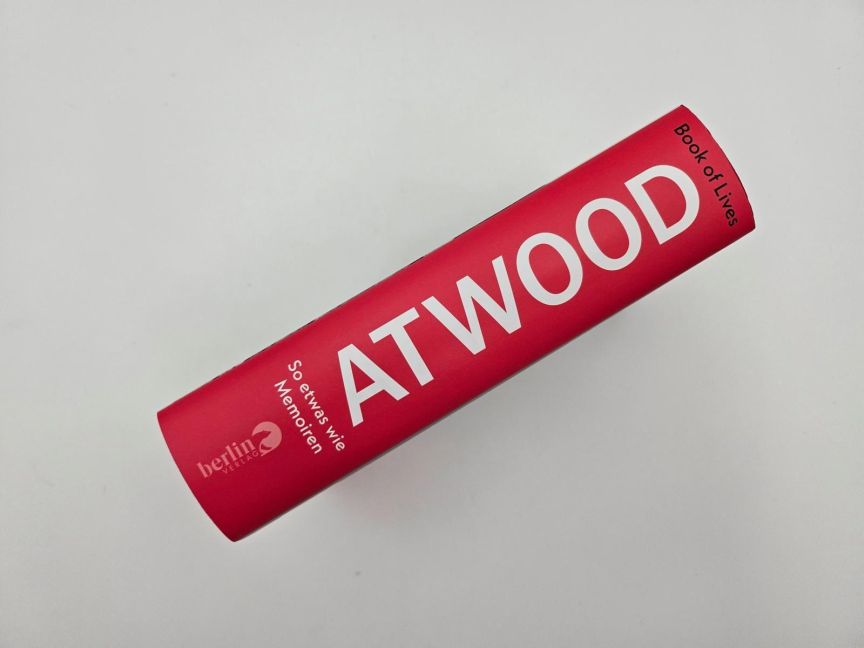 Book of Lives
ATWOOD
So etwas wie
Memoiren
berlin
VERLAG